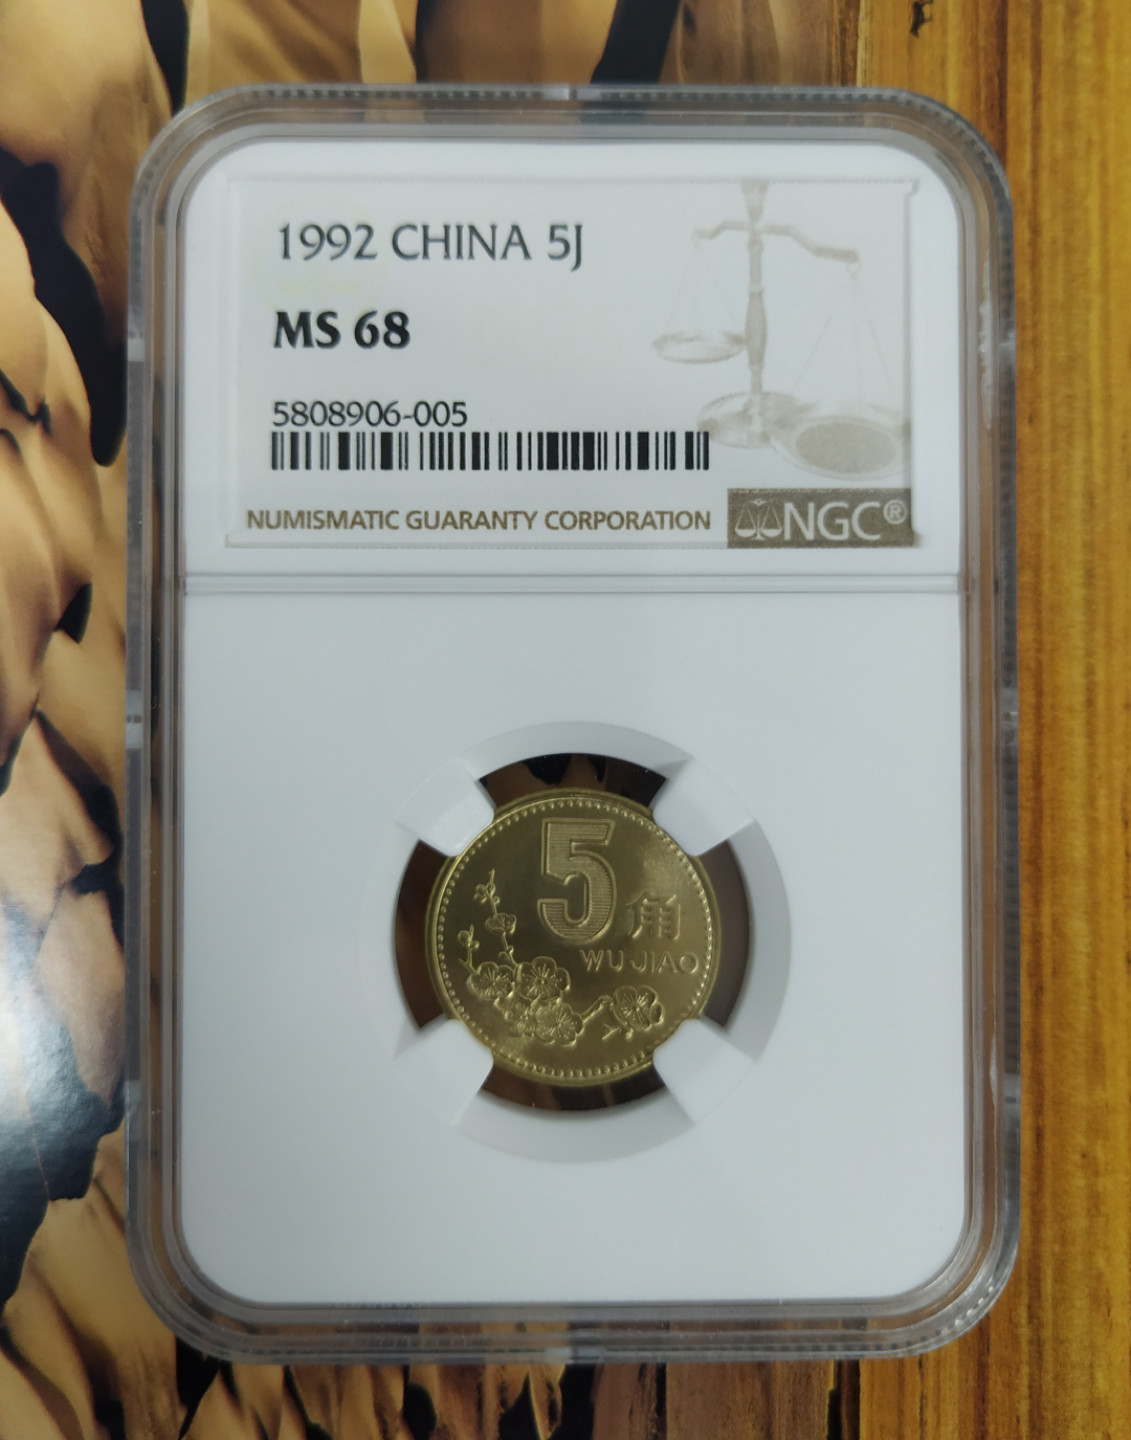 1992 CHINA 5J
MS 68
5808906-005
NUMISMATIC GUARANTY CORPORATION
NGC®
5角
WU JIAO